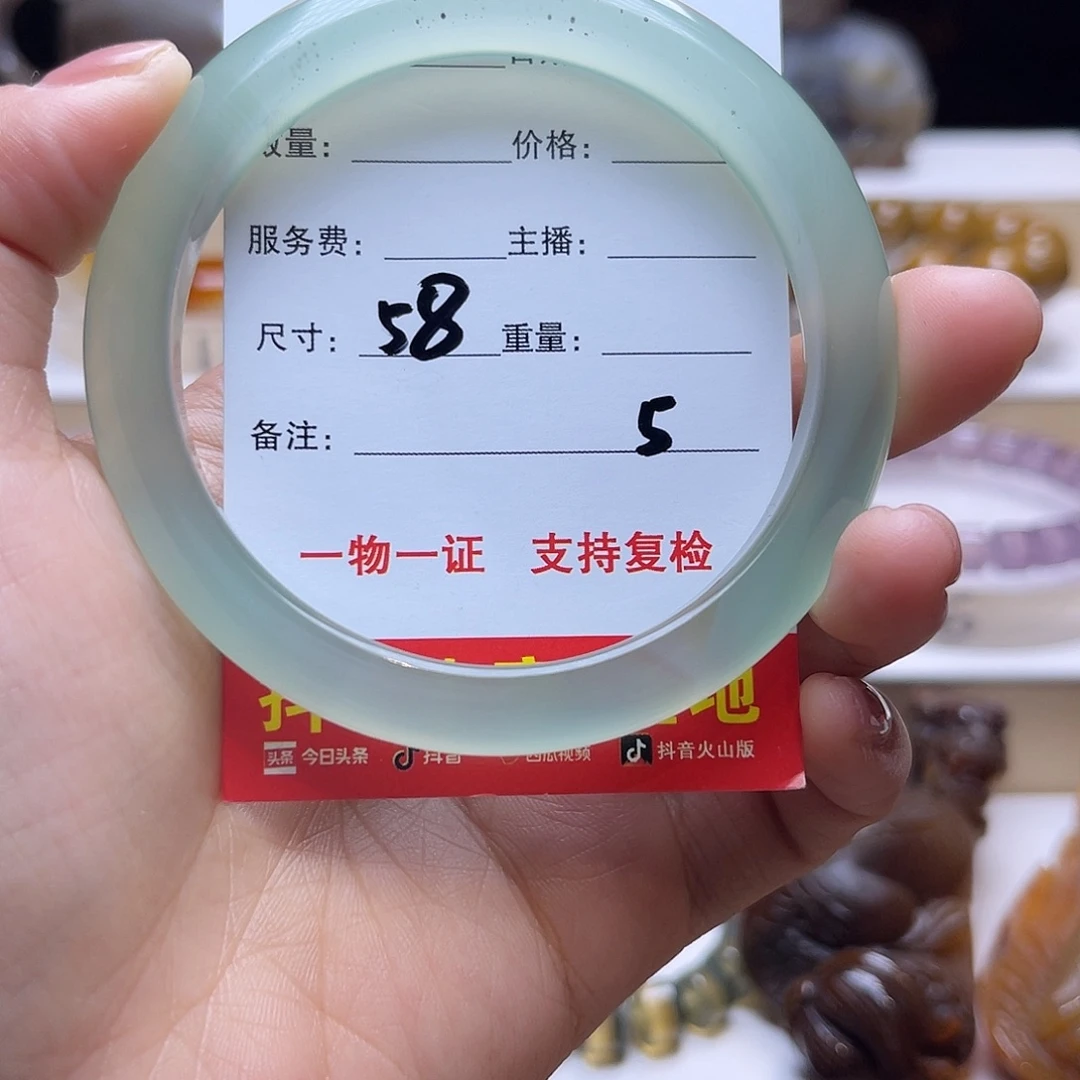 数量： 价格：
服务费： 主播：
尺寸：58 重量：
备注： 5
一物一证 支持复检
头条 今日头条 抖音 西瓜视频 抖音火山版